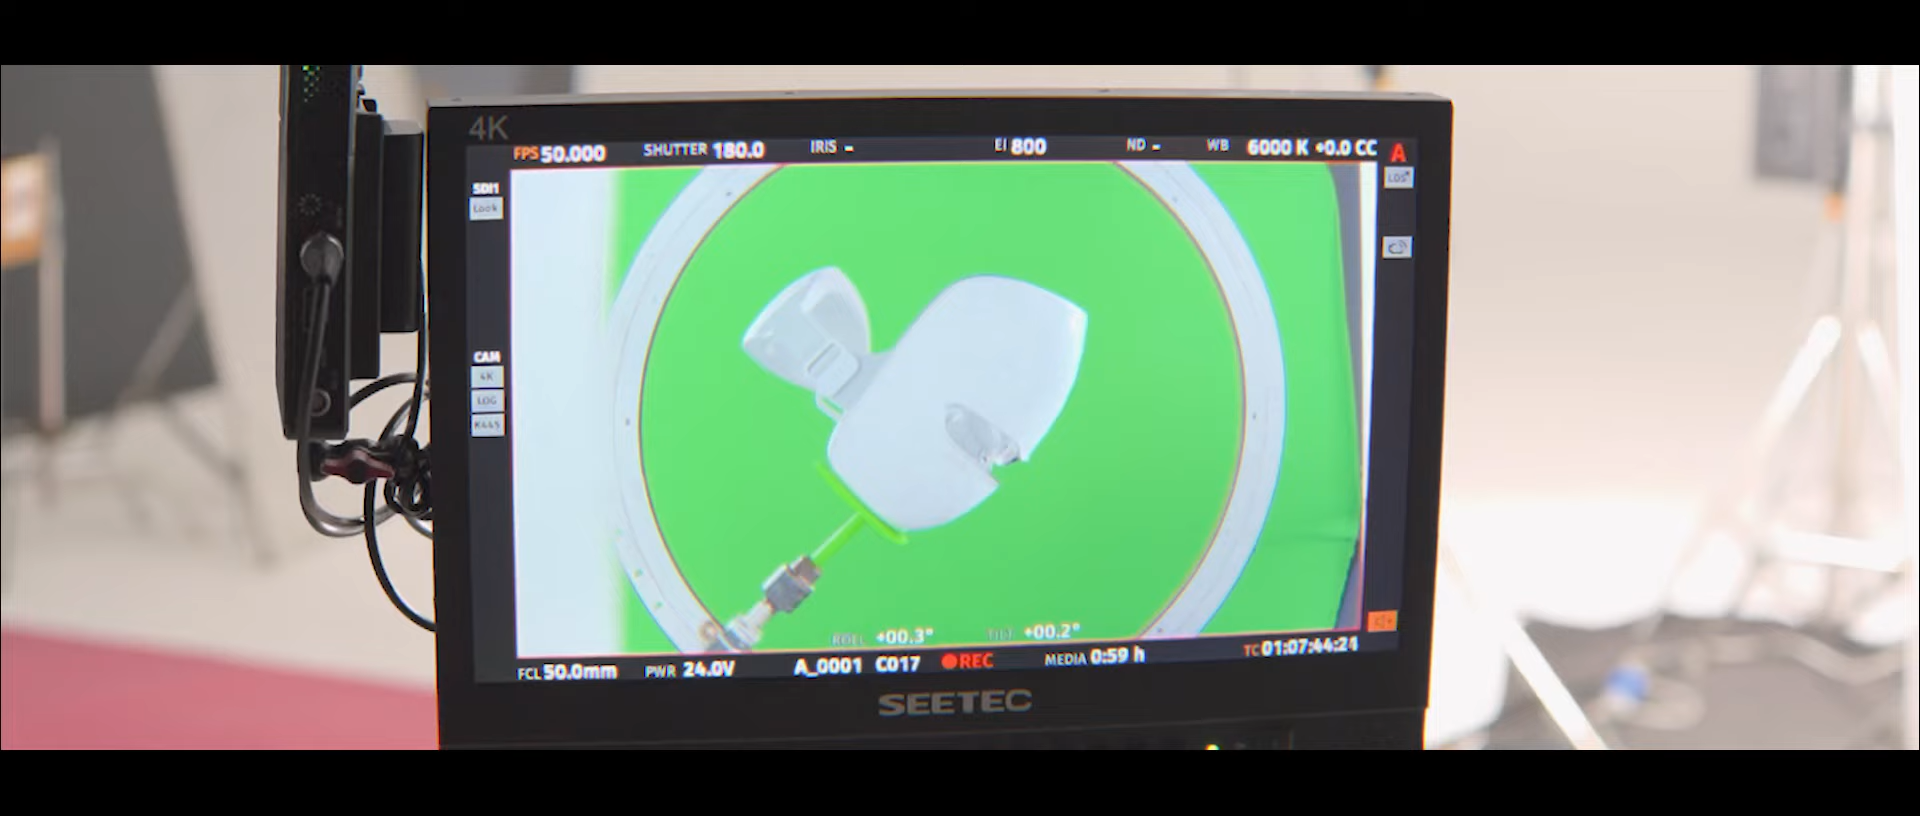 4K
FPS 50.000 SHUTTER 180.0 IRIS - EI 800 ND - WB 6000 K +0.0 CC A
LDS
SDI1
Look
CAM
4K
LOG
ROLL +00.3° TILT +00.2°
FCL 50.0mm PWR 24.0V A_0001 C017 REC MEDIA 0:59 h TC 01:07:44:24
SEETEC